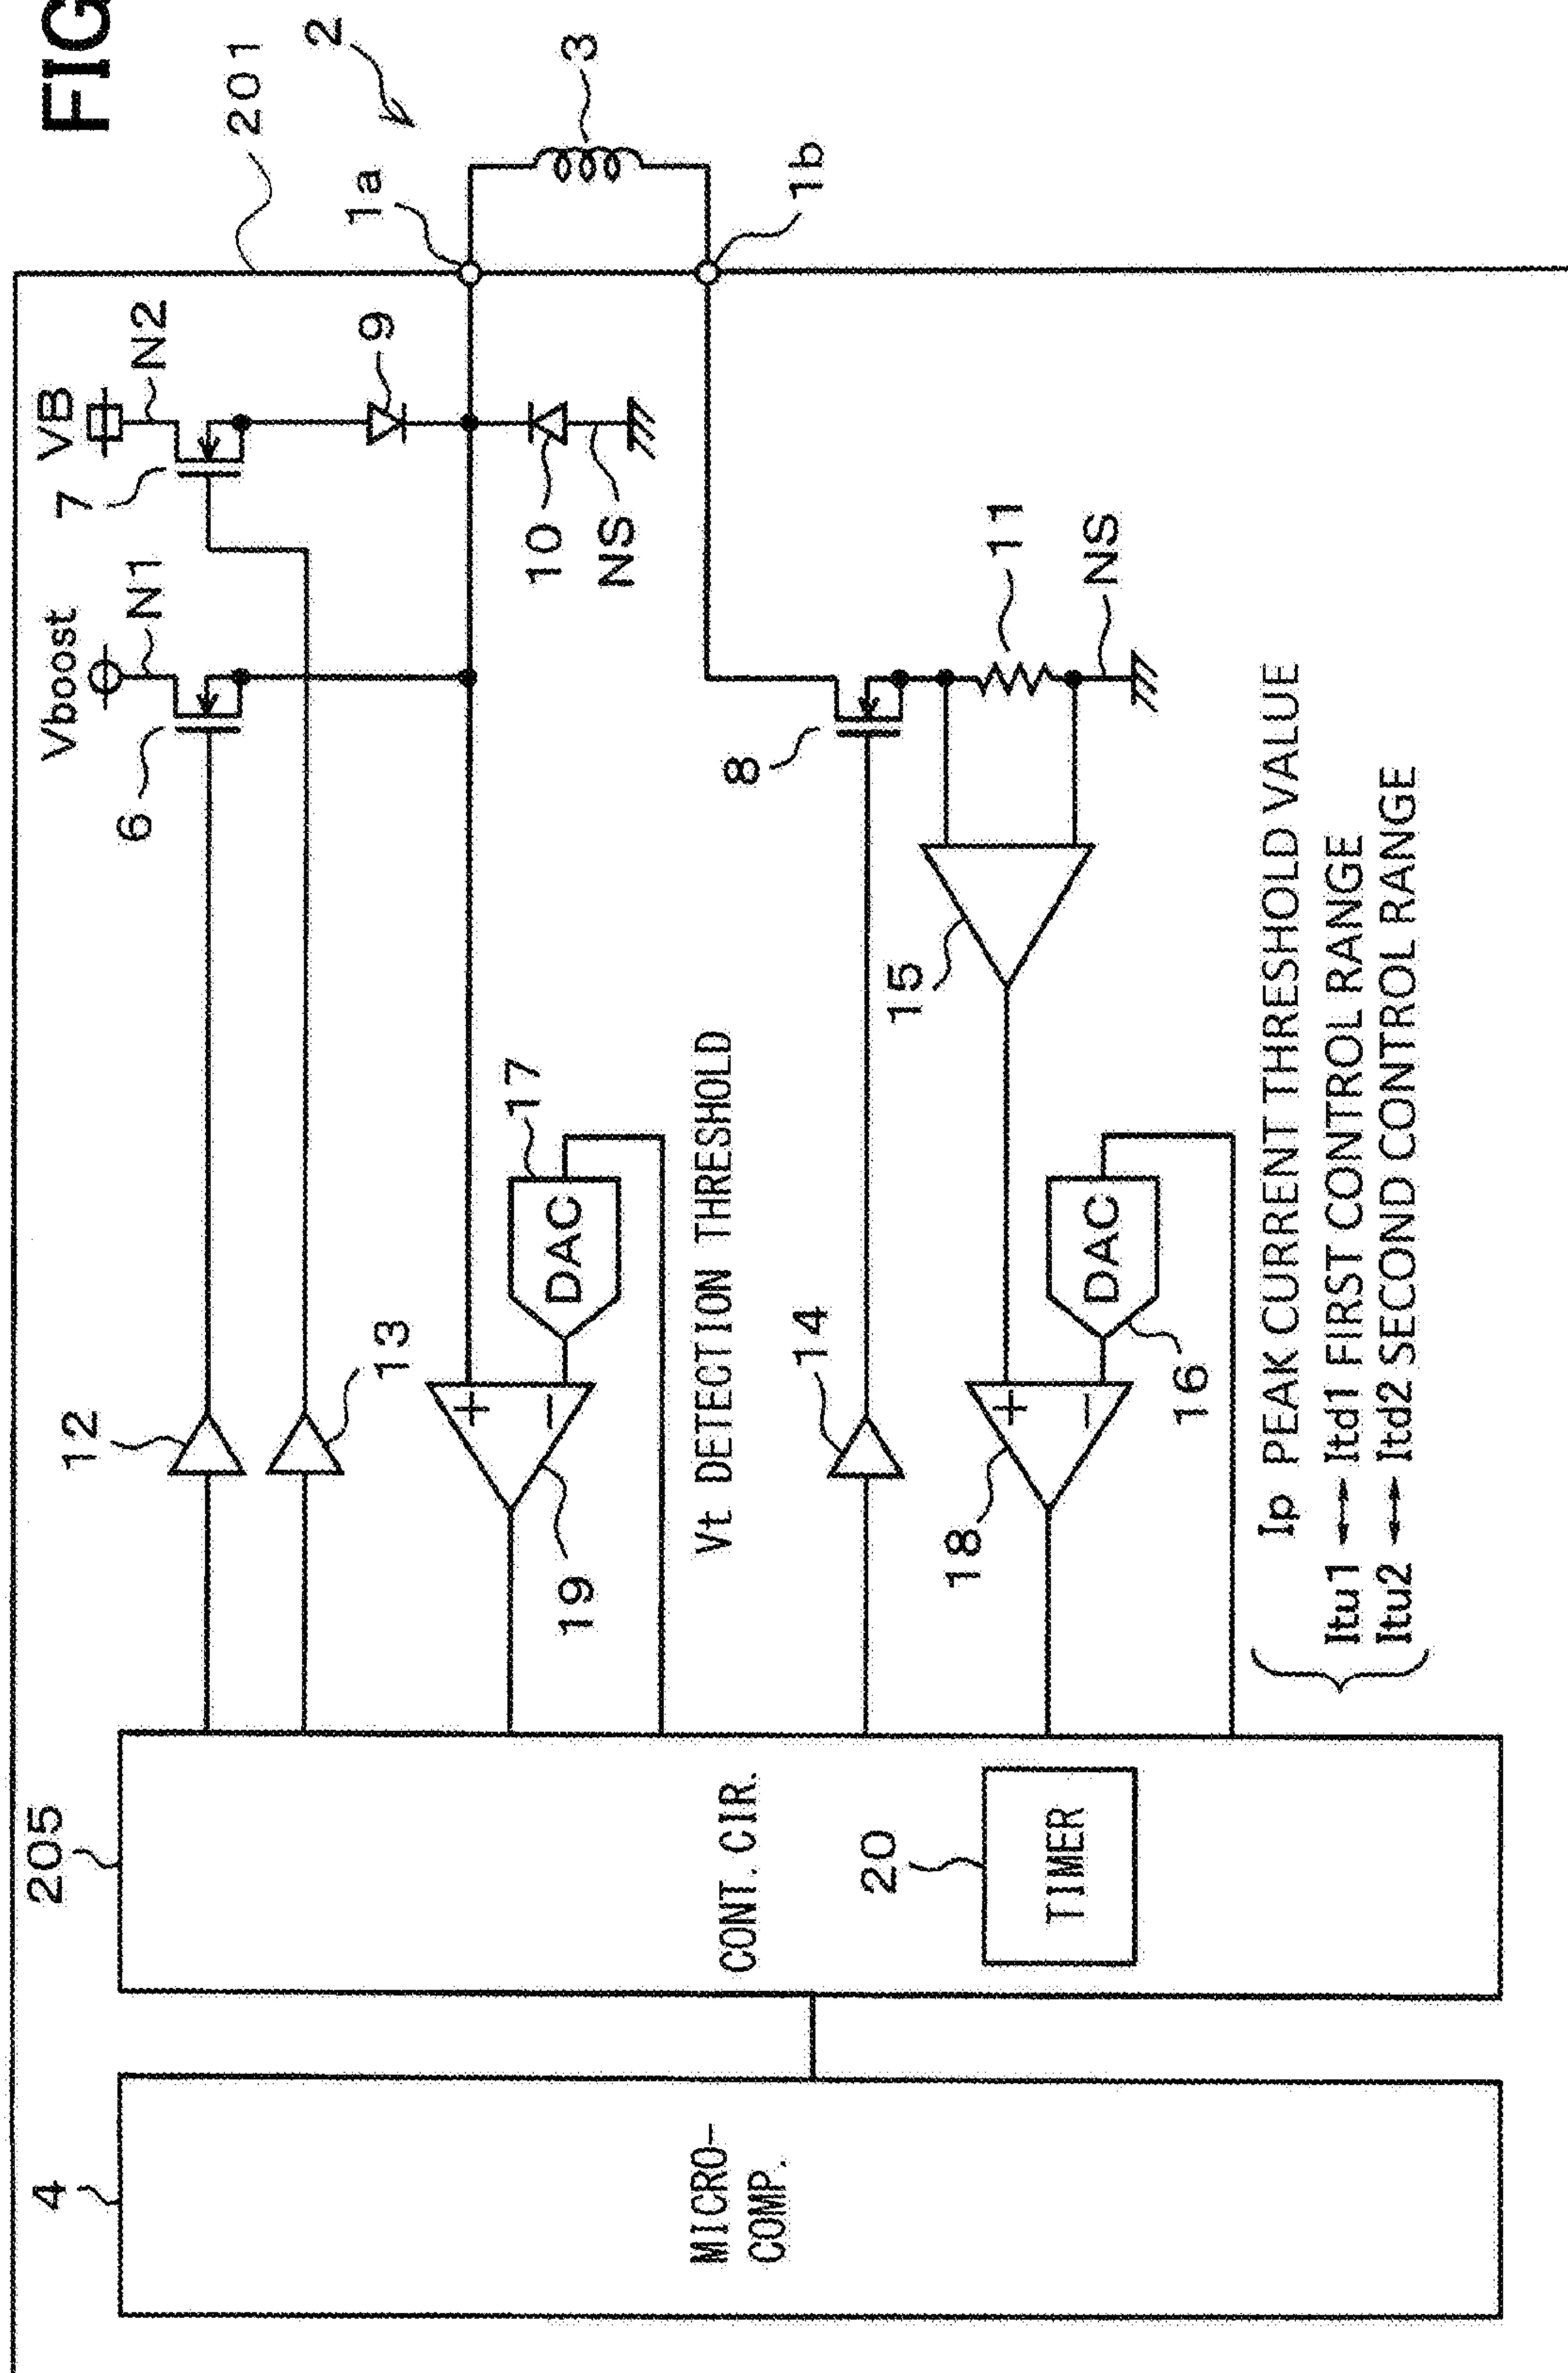 FIG
201
2
3
1a
1b
VB
N2
7
9
10
NS
Vboost
N1
6
8
11
NS
15
12
13
17
DAC
19
Vt DETECTION THRESHOLD
14
18
DAC
16
Ip PEAK CURRENT THRESHOLD VALUE
Itu1 ↔ Itd1 FIRST CONTROL RANGE
Itu2 ↔ Itd2 SECOND CONTROL RANGE
205
CONT. CIR.
20
TIMER
4
MICRO-
COMP.
+
−
+
−